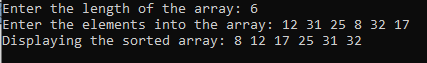 Enter the length of the array: 6
Enter the elements into the array: 12 31 25 8 32 17
Displaying the sorted array: 8 12 17 25 31 32